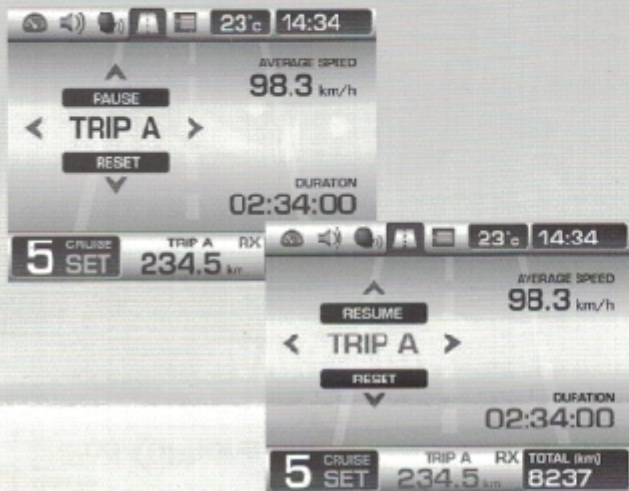 23°c 14:34
AVERAGE SPEED
98.3 km/h
PAUSE
TRIP A
RESET
DURATION
02:34:00
5 CRUISE SET
TRIP A RX
234.5 km
23°c 14:34
AVERAGE SPEED
98.3 km/h
RESUME
TRIP A
RESET
DURATION
02:34:00
5 CRUISE SET
TRIP A RX
234.5 km
TOTAL (km)
8237